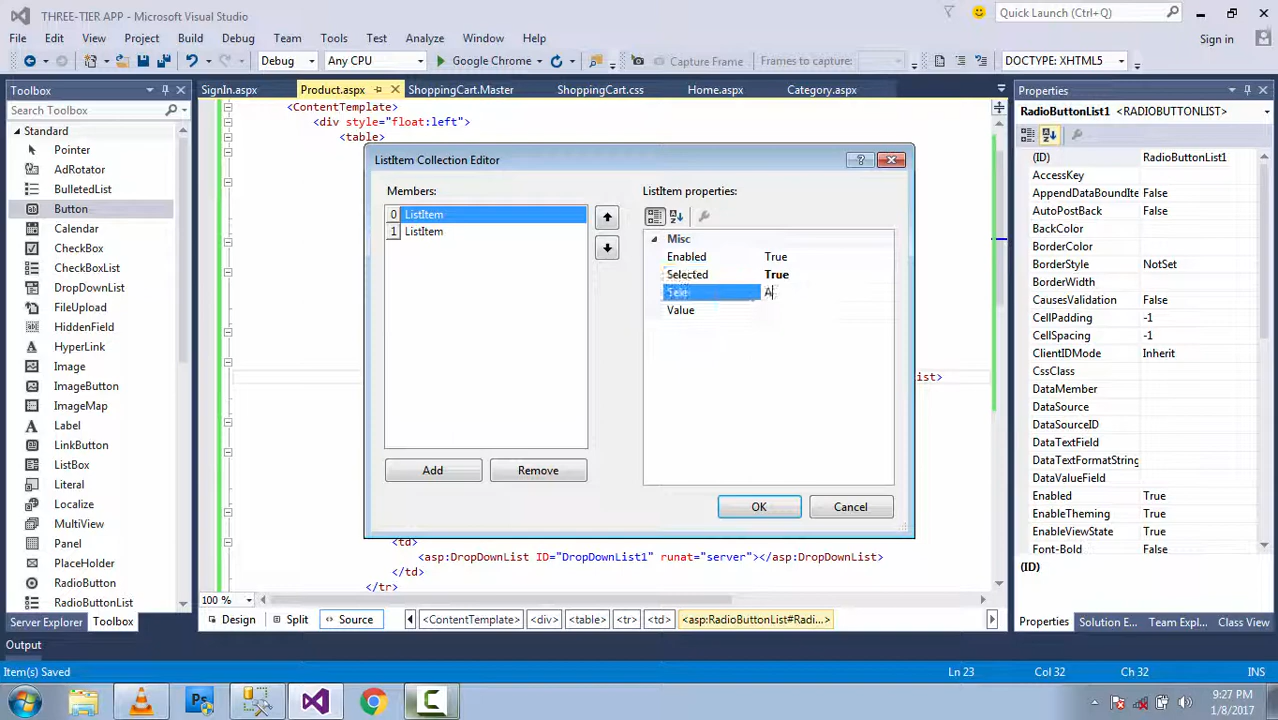 THREE-TIER APP - Microsoft Visual Studio
Quick Launch (Ctrl+Q)
File Edit View Project Build Debug Team Tools Test Analyze Window Help
Sign in
Debug Any CPU Google Chrome Capture Frame Frames to capture: DOCTYPE: XHTML5
Toolbox
SignIn.aspx Product.aspx ShoppingCart.Master ShoppingCart.css Home.aspx Category.aspx
Properties
Search Toolbox
Standard
Pointer
AdRotator
BulletedList
Button
Calendar
CheckBox
CheckBoxList
DropDownList
FileUpload
HiddenField
HyperLink
Image
ImageButton
ImageMap
Label
LinkButton
ListBox
Literal
Localize
MultiView
Panel
PlaceHolder
RadioButton
RadioButtonList
Server Explorer Toolbox
<ContentTemplate>
<div style="float:left">
<table>
ListItem Collection Editor
Members:
0 ListItem
1 ListItem
Add Remove
ListItem properties:
Misc
Enabled True
Selected True
A
Value
OK Cancel
ist>
<td>
<asp:DropDownList ID="DropDownList1" runat="server"></asp:DropDownList>
</td>
</tr>
100 %
Design Split Source <ContentTemplate> <div> <table> <tr> <td> <asp:RadioButtonList#Radi...>
RadioButtonList1 <RADIOBUTTONLIST>
(ID) RadioButtonList1
AccessKey
AppendDataBoundIte False
AutoPostBack False
BackColor
BorderColor
BorderStyle NotSet
BorderWidth
CausesValidation False
CellPadding -1
CellSpacing -1
ClientIDMode Inherit
CssClass
DataMember
DataSource
DataSourceID
DataTextField
DataTextFormatString
DataValueField
Enabled True
EnableTheming True
EnableViewState True
Font-Bold False
(ID)
Properties Solution E... Team Expl... Class View
Output
Item(s) Saved Ln 23 Col 32 Ch 32 INS
Ps
9:27 PM
1/8/2017